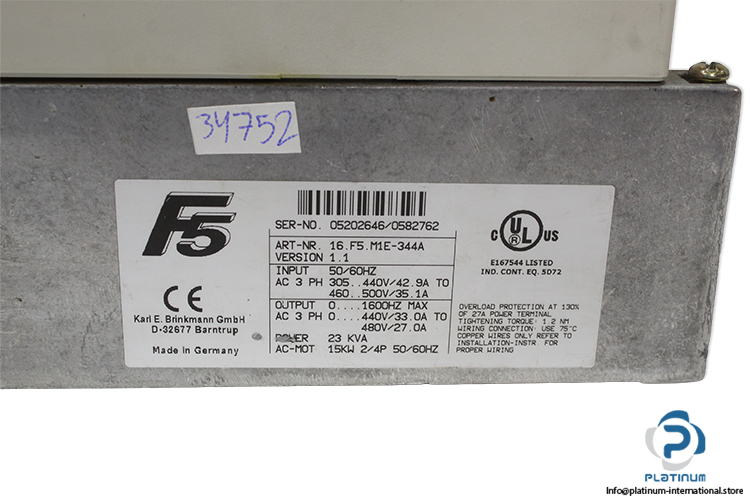 34752
F5
SER-NO. 05202646/0582762
ART-NR. 16.F5.M1E-344A
VERSION 1.1
INPUT 50/60HZ
AC 3 PH 305..440V/42.9A TO
460..500V/35.1A
OUTPUT 0....1600HZ MAX
AC 3 PH 0....440V/33.0A TO
480V/27.0A
23 KVA
AC-MOT 15KW 2/4P 50/60HZ
CE
Karl E. Brinkmann GmbH
D-32677 Barntrup
Made in Germany
C UL US
E167544 LISTED
IND. CONT. EQ. 5D72
OVERLOAD PROTECTION AT 130%
OF 27A POWER TERMINAL
TIGHTENING TORQUE: 1.2 NM
WIRING CONNECTION: USE 75°C
COPPER WIRES ONLY REFER TO
INSTALLATION-INSTR FOR
PROPER WIRING
PLATINUM
info@platinum-international.store